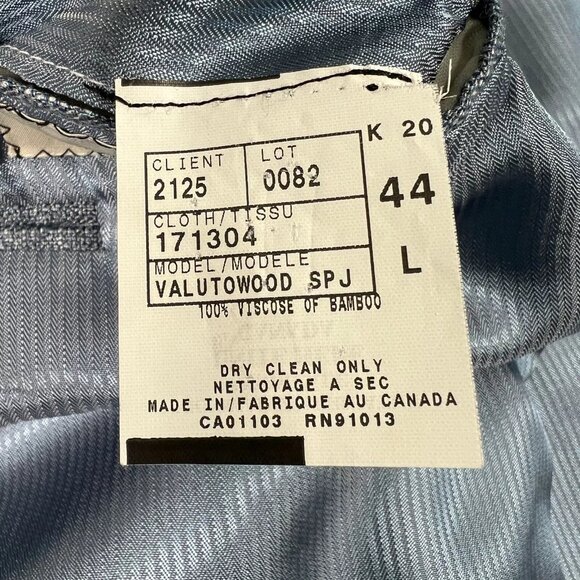 K 20
CLIENT LOT
2125 0082
44
CLOTH/TISSU
171304
MODEL/MODELE
L
VALUTOWOOD SPJ
100% VISCOSE OF BAMBOO
DRY CLEAN ONLY
NETTOYAGE A SEC
MADE IN/FABRIQUE AU CANADA
CA01103 RN91013